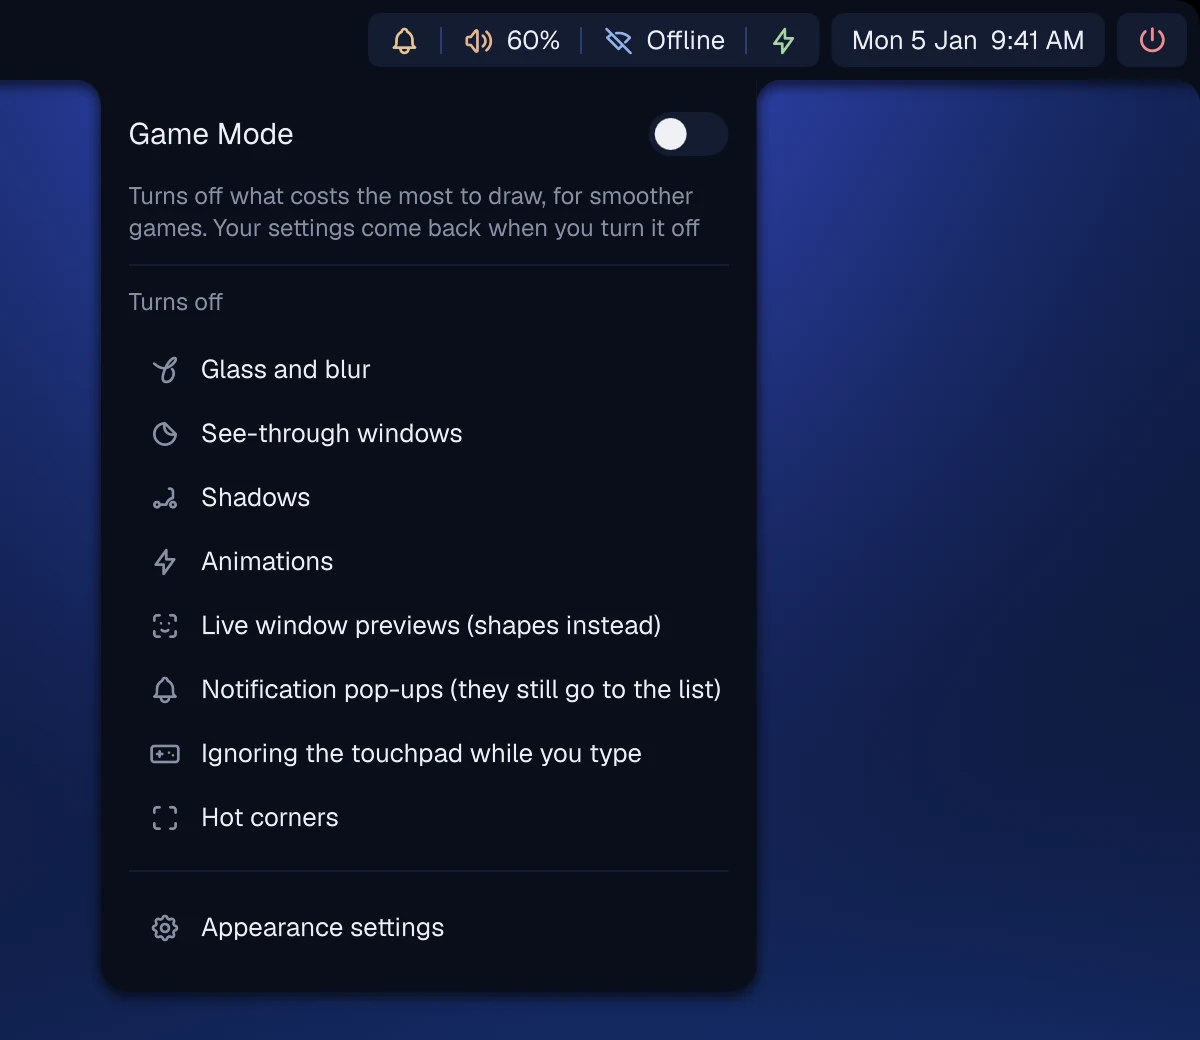 60% Offline Mon 5 Jan 9:41 AM
Game Mode
Turns off what costs the most to draw, for smoother
games. Your settings come back when you turn it off
Turns off
Glass and blur
See-through windows
Shadows
Animations
Live window previews (shapes instead)
Notification pop-ups (they still go to the list)
Ignoring the touchpad while you type
Hot corners
Appearance settings